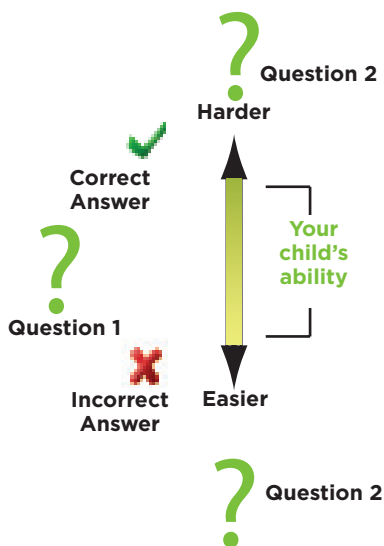 ?
Question 2
Harder
Correct
Answer
Your
child's
ability
?
Question 1
Incorrect
Answer
Easier
?
Question 2